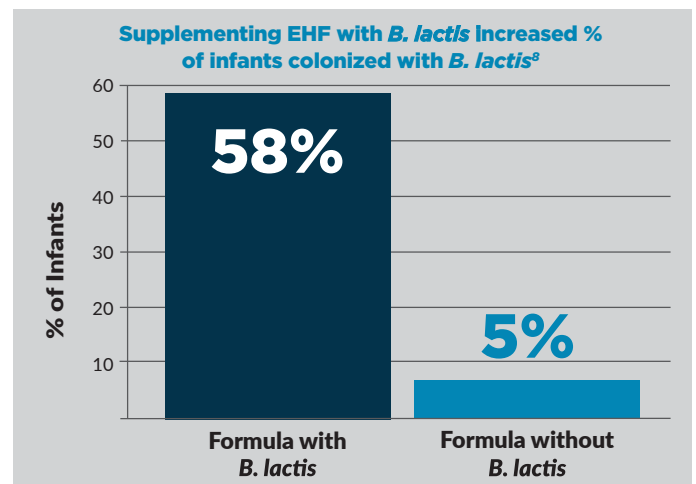 Supplementing EHF with B. lactis Increased %
of infants colonized with B. lactis⁸
60
50
40
30
20
10
% of Infants
58%
5%
Formula with
B. lactis
Formula without
B. lactis